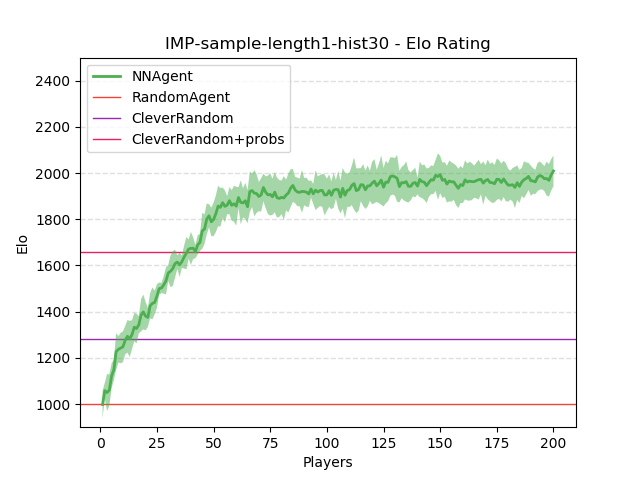 IMP-sample-length1-hist30 - Elo Rating
NNAgent
RandomAgent
CleverRandom
CleverRandom+probs
Elo
2400
2200
2000
1800
1600
1400
1200
1000
0 25 50 75 100 125 150 175 200
Players